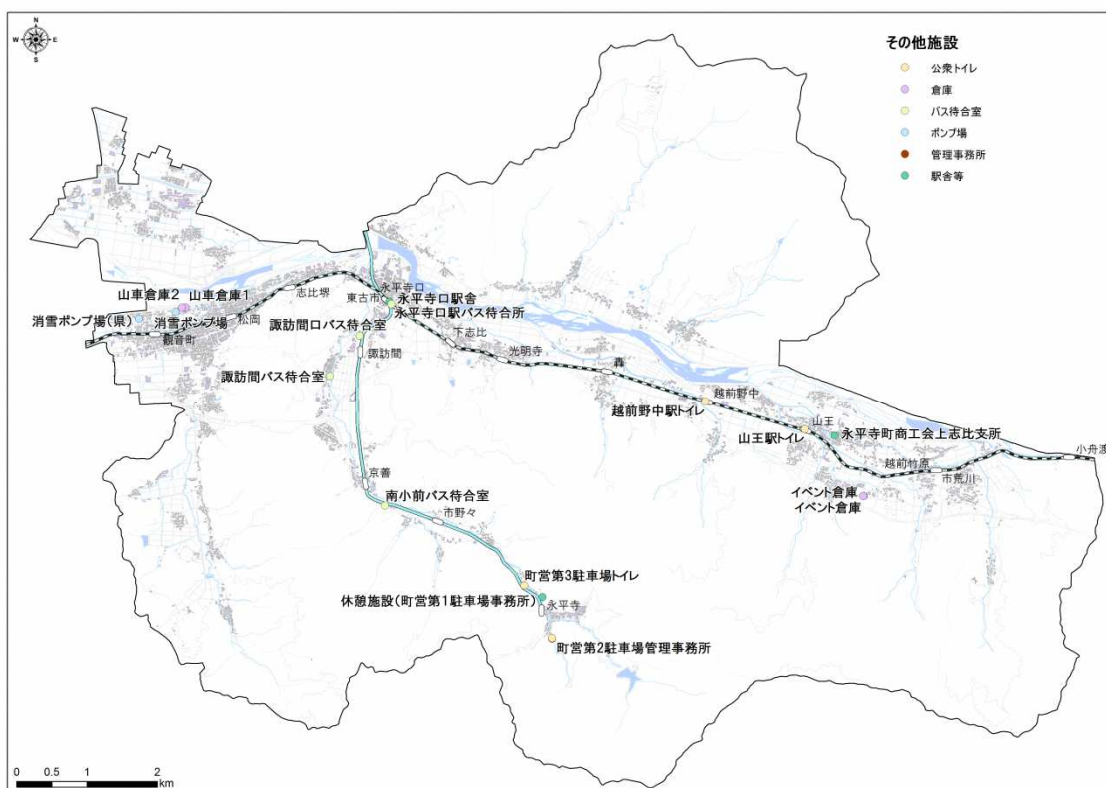 N
W
E
S
その他施設
公衆トイレ
倉庫
バス待合室
ポンプ場
管理事務所
駅舎等
山車倉庫2
山車倉庫1
消雪ポンプ場(県)
消雪ポンプ場
松岡
観音町
志比堺
永平寺口
東古市
永平寺口駅舎
永平寺口駅バス待合所
諏訪間口バス待合室
諏訪間
下志比
光明寺
轟
諏訪間バス待合室
越前野中
越前野中駅トイレ
山王
山王駅トイレ
永平寺町商工会上志比支所
小舟渡
越前竹原
市荒川
イベント倉庫
イベント倉庫
京善
南小前バス待合室
市野々
町営第3駐車場トイレ
休憩施設(町営第1駐車場事務所)
永平寺
町営第2駐車場管理事務所
0 0.5 1 2
km